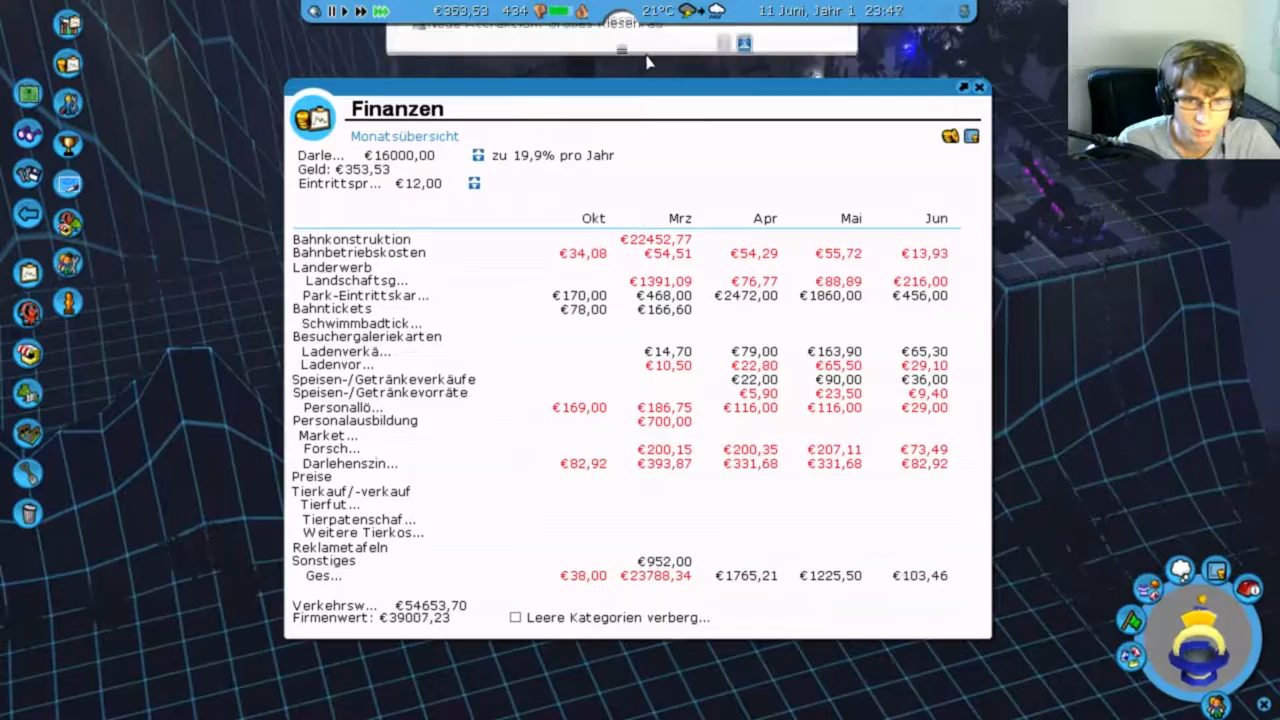 €353,53 434 21°C 11 Juni, Jahr 1 23:47
Finanzen
Monatsübersicht
Darle... €16000,00 zu 19,9% pro Jahr
Geld: €353,53
Eintrittspr... €12,00
Okt Mrz Apr Mai Jun
Bahnkonstruktion €22452,77
Bahnbetriebskosten €34,08 €54,51 €54,29 €55,72 €13,93
Landerwerb
Landschaftsg... €1391,09 €76,77 €88,89 €216,00
Park-Eintrittskar... €170,00 €468,00 €2472,00 €1860,00 €456,00
Bahntickets €78,00 €166,60
Schwimmbadtick...
Besuchergaleriekarten
Ladenverkä... €14,70 €79,00 €163,90 €65,30
Ladenvor... €10,50 €22,80 €65,50 €29,10
Speisen-/Getränkeverkäufe €22,00 €90,00 €36,00
Speisen-/Getränkevorräte €5,90 €23,50 €9,40
Personallö... €169,00 €186,75 €116,00 €116,00 €29,00
Personalausbildung €700,00
Market...
Forsch... €200,15 €200,35 €207,11 €73,49
Darlehenszin... €82,92 €393,87 €331,68 €331,68 €82,92
Preise
Tierkauf/-verkauf
Tierfut...
Tierpatenschaf...
Weitere Tierkos...
Reklametafeln
Sonstiges €952,00
Ges... €38,00 €23788,34 €1765,21 €1225,50 €103,46
Verkehrsw... €54653,70
Firmenwert: €39007,23 Leere Kategorien verberg...